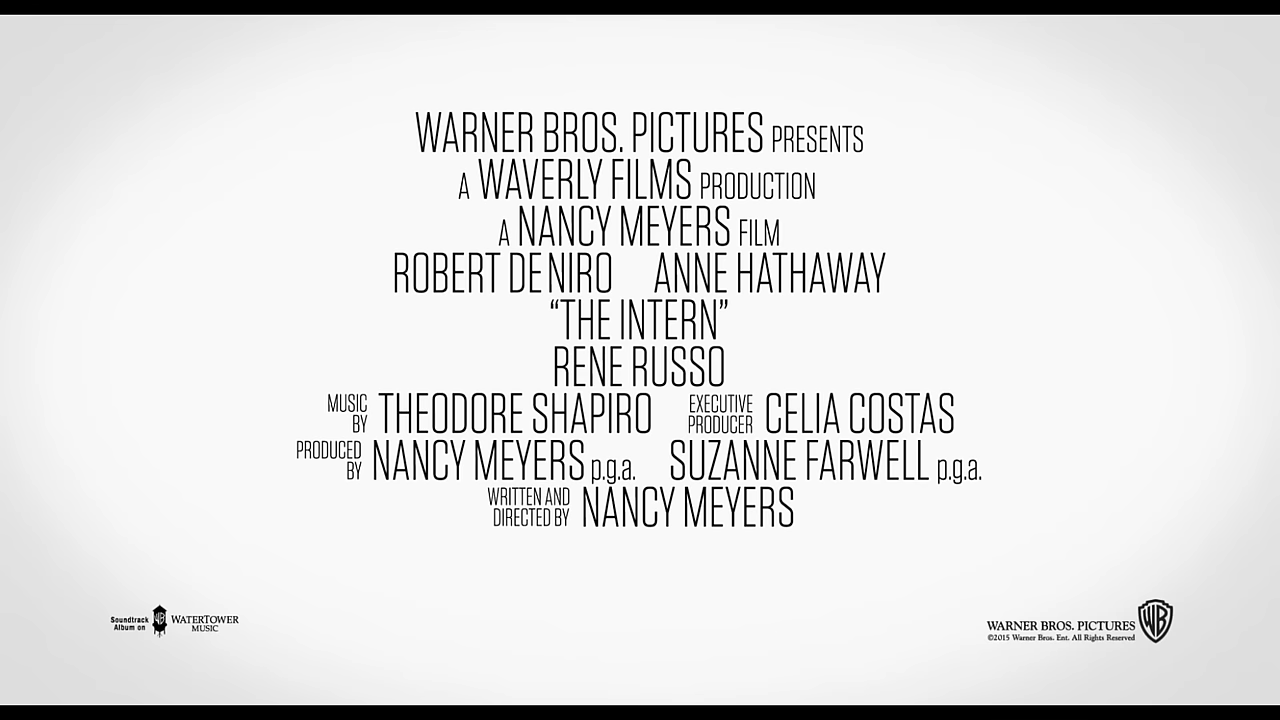 WARNER BROS. PICTURES PRESENTS
A WAVERLY FILMS PRODUCTION
A NANCY MEYERS FILM
ROBERT DE NIRO ANNE HATHAWAY
“THE INTERN”
RENE RUSSO
MUSIC BY THEODORE SHAPIRO EXECUTIVE PRODUCER CELIA COSTAS
PRODUCED BY NANCY MEYERS p.g.a. SUZANNE FARWELL p.g.a.
WRITTEN AND DIRECTED BY NANCY MEYERS
Soundtrack Album on WB WATERTOWER MUSIC
WARNER BROS. PICTURES WB
©2015 Warner Bros. Ent. All Rights Reserved